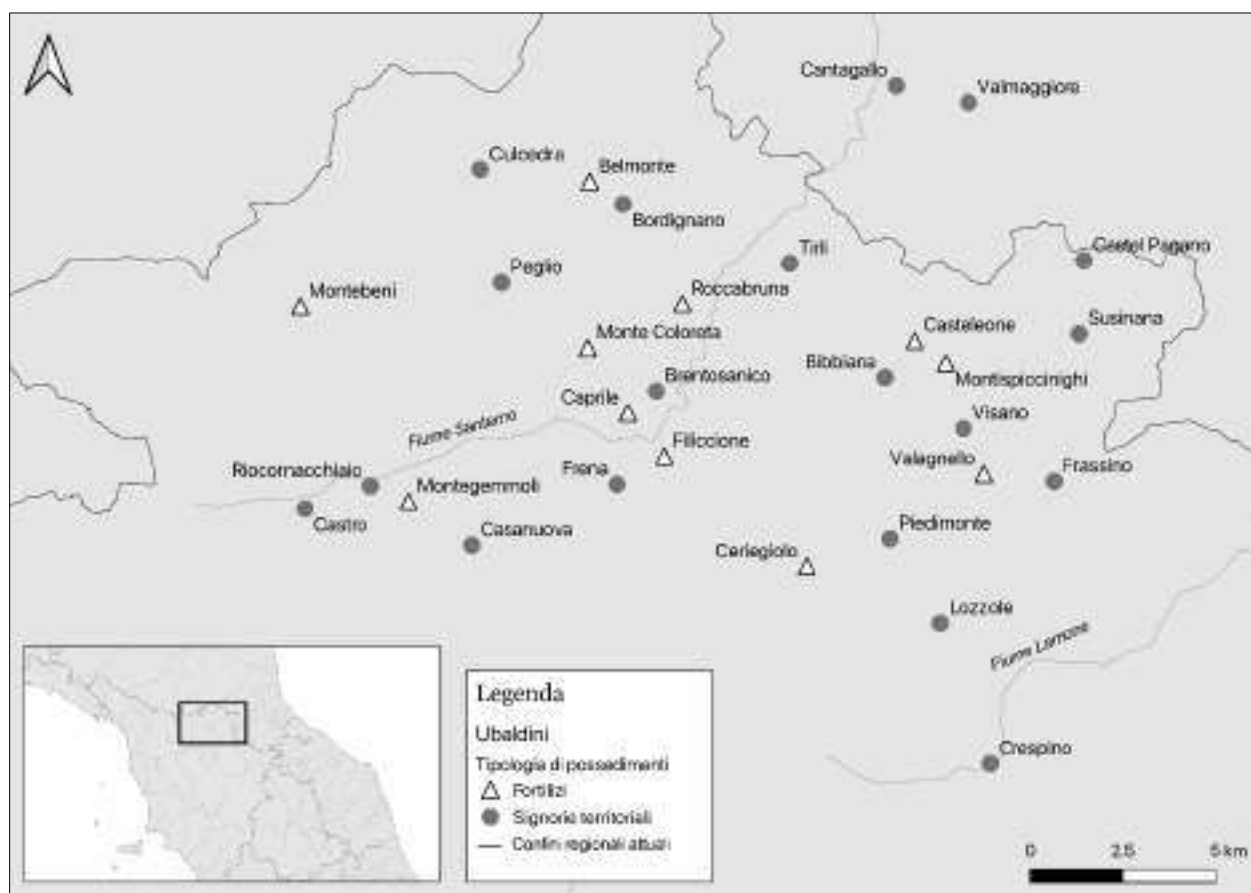 Cantagallo
Valmaggiore
Culcedra
Belmonte
Bordignano
Tirli
Castel Pagano
Peglio
Montebeni
Roccabruna
Susinana
Casteleone
Monte Coloreta
Bibbiana
Montispiccinighi
Brentosanico
Caprile
Visano
Fiume Santerno
Filiccione
Valagnello
Frassino
Riocornacchiaio
Frena
Montegemmoli
Castro
Casanuova
Piedimonte
Ceriegiolo
Lozzole
Fiume Lamone
Crespino
Legenda
Ubaldini
Tipologia di possedimenti
Fortilizi
Signorie territoriali
Confini regionali attuali
0 2.5 5 km